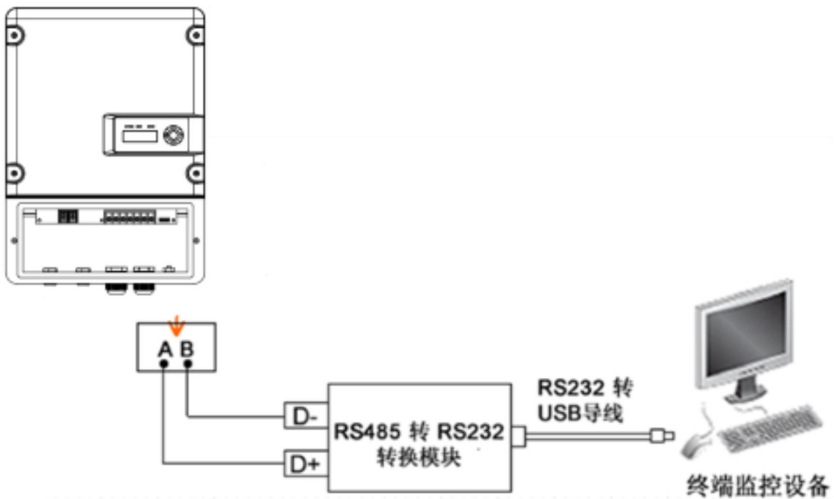 A B
D-
D+
RS485 转 RS232
转换模块
RS232 转
USB导线
终端监控设备